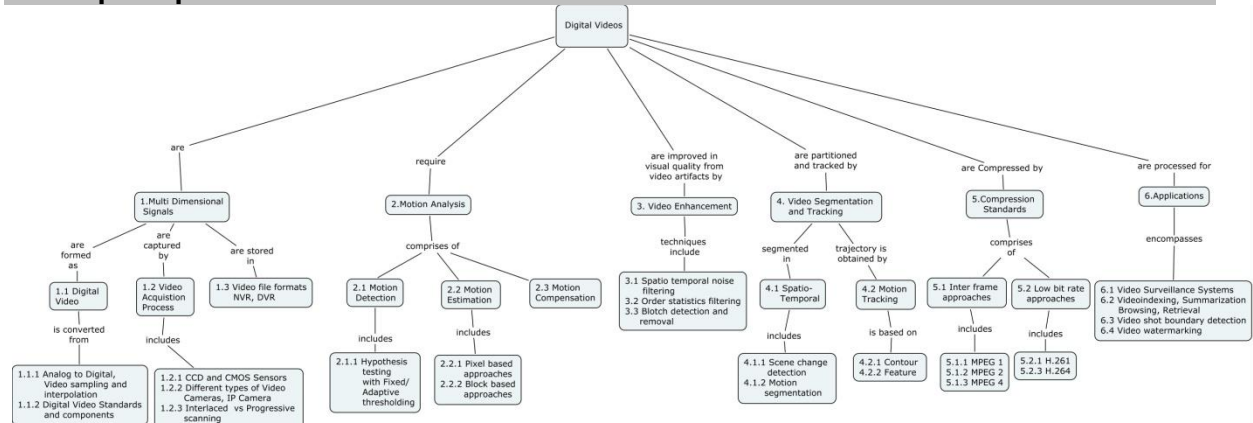 Digital Videos
are
require
are improved in
visual quality from
video artifacts by
are partitioned
and tracked by
are Compressed by
are processed for
1.Multi Dimensional
Signals
2.Motion Analysis
3. Video Enhancement
4. Video Segmentation
and Tracking
5.Compression
Standards
6.Applications
are
formed
as
are
captured
by
are stored
in
comprises of
techniques
include
segmented
in
trajectory is
obtained by
comprises
of
encompasses
1.1 Digital
Video
1.2 Video
Acquistion
Process
1.3 Video file formats
NVR, DVR
2.1 Motion
Detection
2.2 Motion
Estimation
2.3 Motion
Compensation
3.1 Spatio temporal noise
filtering
3.2 Order statistics filtering
3.3 Blotch detection and
removal
4.1 Spatio-
Temporal
4.2 Motion
Tracking
5.1 Inter frame
approaches
5.2 Low bit rate
approaches
6.1 Video Surveillance Systems
6.2 Videoindexing, Summarization
Browsing, Retrieval
6.3 Video shot boundary detection
6.4 Video watermarking
is converted
from
includes
includes
includes
includes
is based on
includes
includes
1.1.1 Analog to Digital,
Video sampling and
interpolation
1.1.2 Digital Video Standards
and components
1.2.1 CCD and CMOS Sensors
1.2.2 Different types of Video
Cameras, IP Camera
1.2.3 Interlaced vs Progressive
scanning
2.1.1 Hypothesis
testing
with Fixed/
Adaptive
thresholding
2.2.1 Pixel based
approaches
2.2.2 Block based
approaches
4.1.1 Scene change
detection
4.1.2 Motion
segmentation
4.2.1 Contour
4.2.2 Feature
5.1.1 MPEG 1
5.1.2 MPEG 2
5.1.3 MPEG 4
5.2.1 H.261
5.2.3 H.264